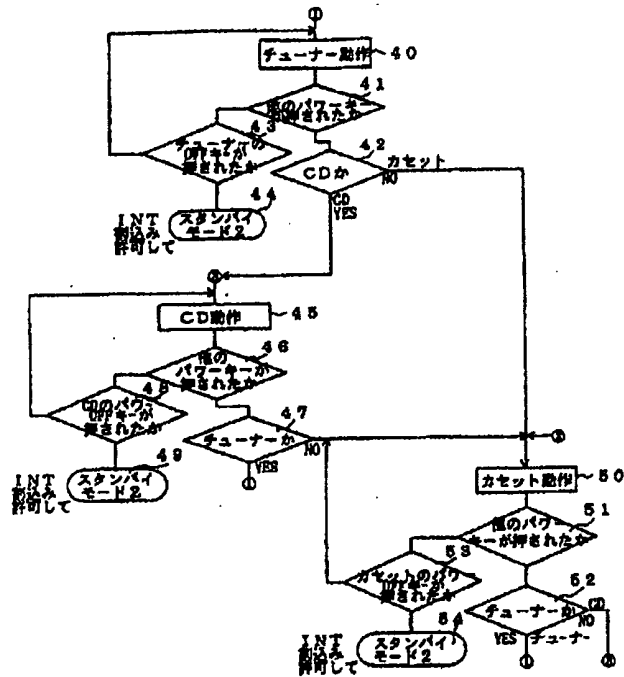 ①
チューナー動作
40
他のパワーキー
が押されたか
41
チューナーの
OFFキーが
押されたか
43
CDか
42
カセット
NO
CD
YES
スタンバイ
モード2
44
INT
割込み
許可して
CD動作
45
他の
パワーキーが
押されたか
46
CDのパワー
OFFキーが
押されたか
48
チューナーか
47
NO
YES
①
スタンバイ
モード2
49
INT
割込み
許可して
カセット動作
50
他のパワー
キーが押されたか
51
カセットのパワー
OFFキーが
押されたか
53
チューナーか
52
CD
NO
YES
チューナー
①
スタンバイ
モード2
54
INT
割込み
許可して